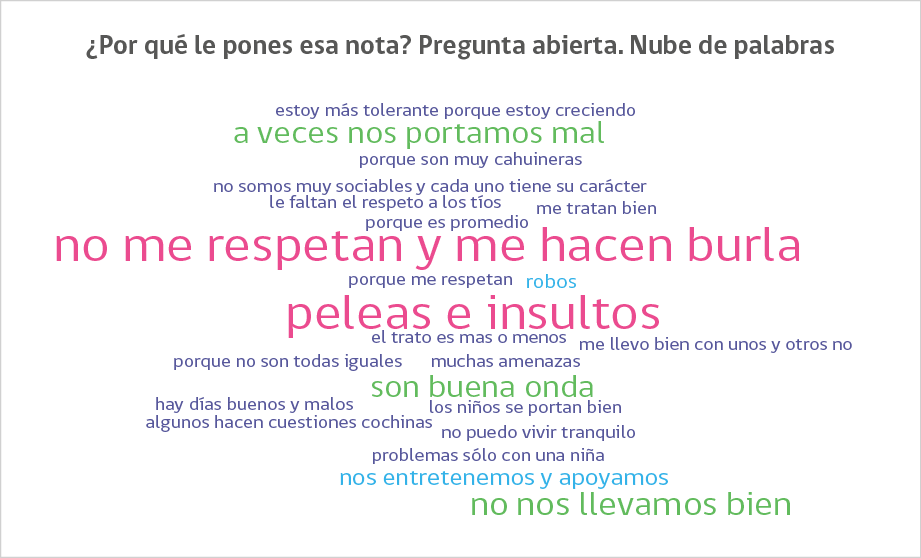 ¿Por qué le pones esa nota? Pregunta abierta. Nube de palabras
estoy más tolerante porque estoy creciendo
a veces nos portamos mal
porque son muy cahuineras
no somos muy sociables y cada uno tiene su carácter
le faltan el respeto a los tíos
me tratan bien
porque es promedio
no me respetan y me hacen burla
porque me respetan
robos
peleas e insultos
el trato es mas o menos
me llevo bien con unos y otros no
porque no son todas iguales
muchas amenazas
son buena onda
hay días buenos y malos
los niños se portan bien
algunos hacen cuestiones cochinas
no puedo vivir tranquilo
problemas sólo con una niña
nos entretenemos y apoyamos
no nos llevamos bien